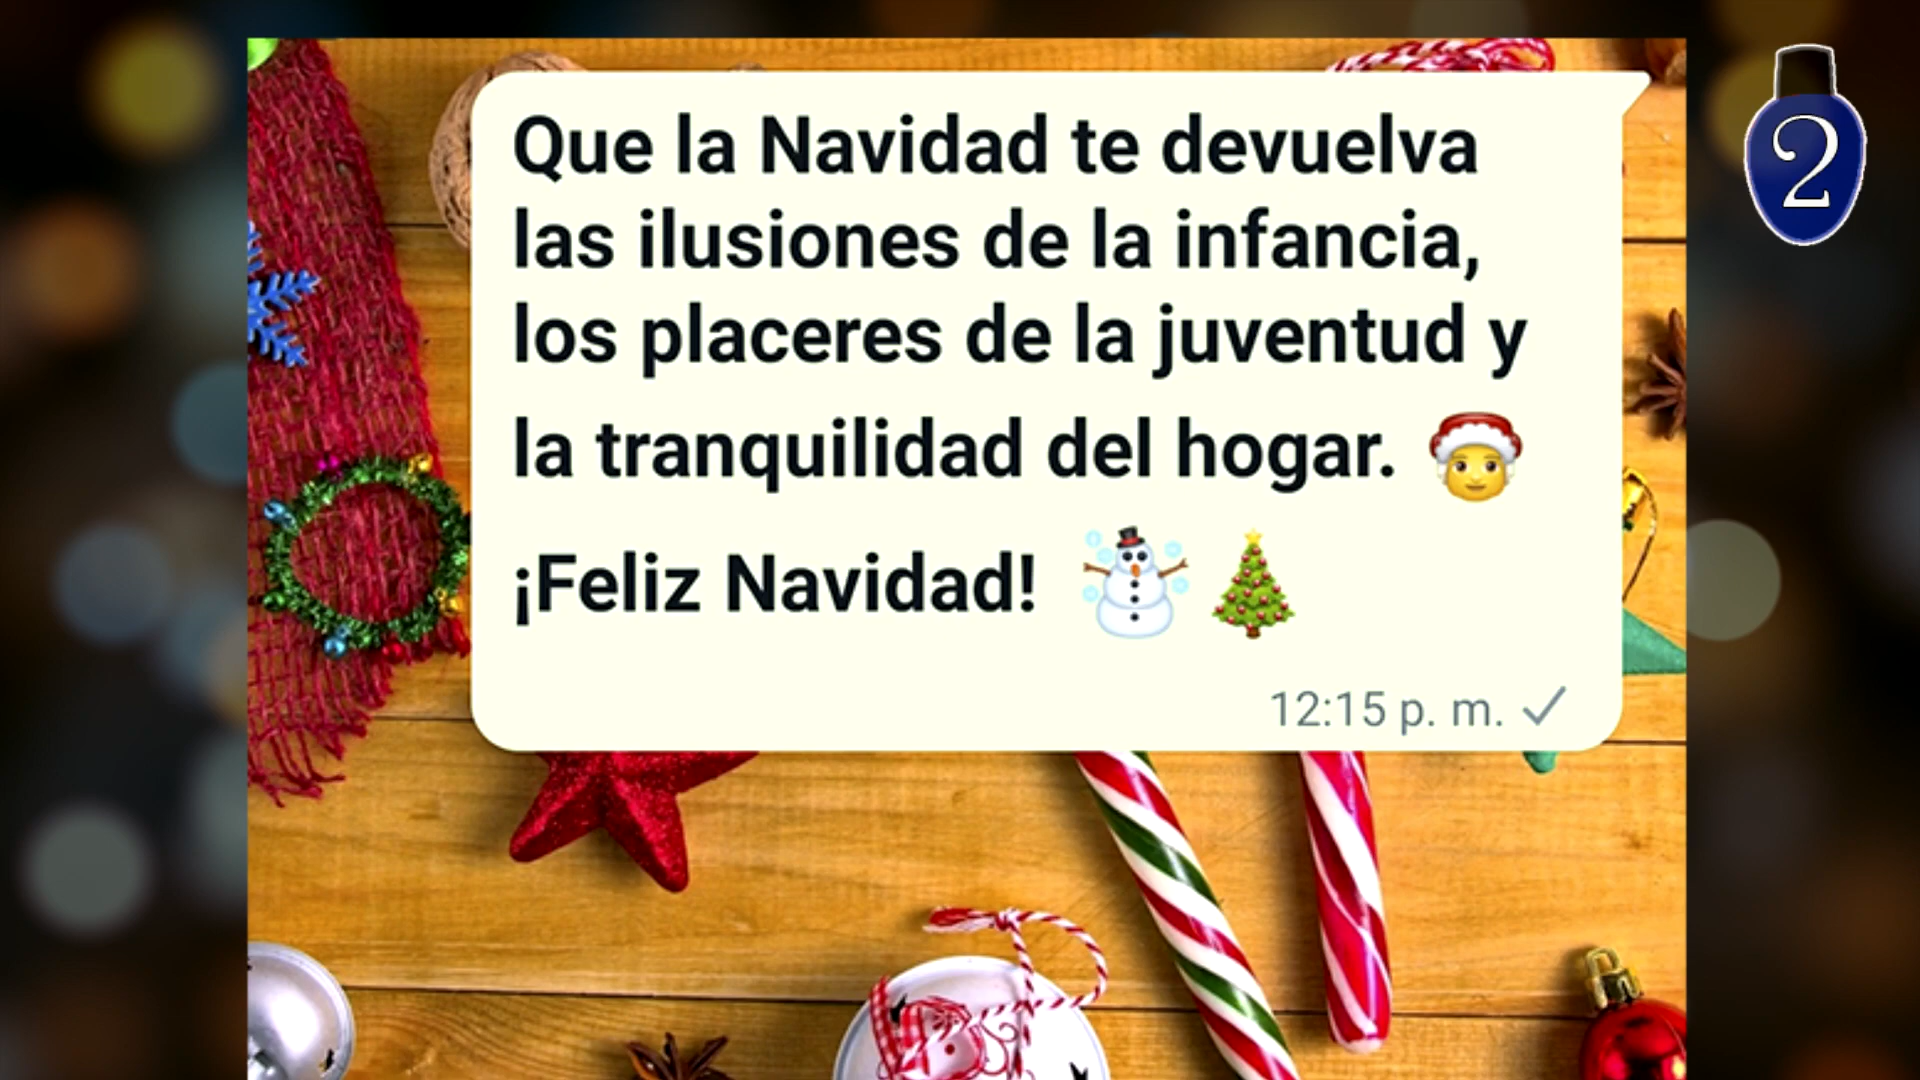 Que la Navidad te devuelva
las ilusiones de la infancia,
los placeres de la juventud y
la tranquilidad del hogar. 🤶
¡Feliz Navidad! ☃️🎄
12:15 p. m. ✓
2